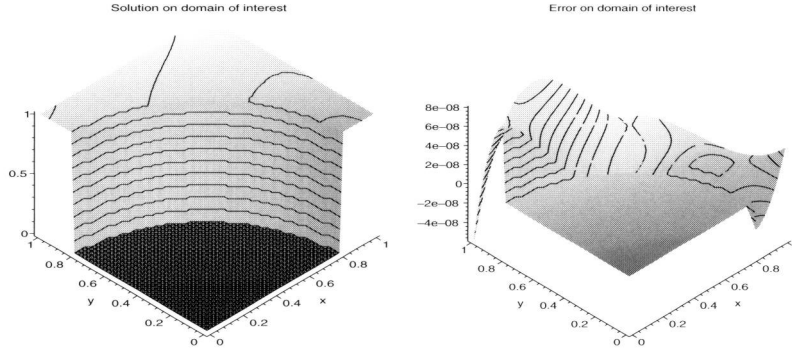 Solution on domain of interest
1
0.5
0
1
0.8
0.6
y
0.4
0.2
0
0
0.2
0.4
x
0.6
0.8
1
Error on domain of interest
8e−08
6e−08
4e−08
2e−08
0
−2e−08
−4e−08
1
0.8
0.6
y
0.4
0.2
0
0
0.2
0.4
x
0.6
0.8